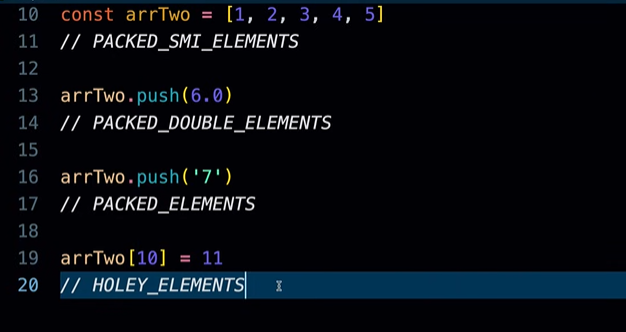 10 const arrTwo = [1, 2, 3, 4, 5]
11 // PACKED_SMI_ELEMENTS
12
13 arrTwo.push(6.0)
14 // PACKED_DOUBLE_ELEMENTS
15
16 arrTwo.push('7')
17 // PACKED_ELEMENTS
18
19 arrTwo[10] = 11
20 // HOLEY_ELEMENTS